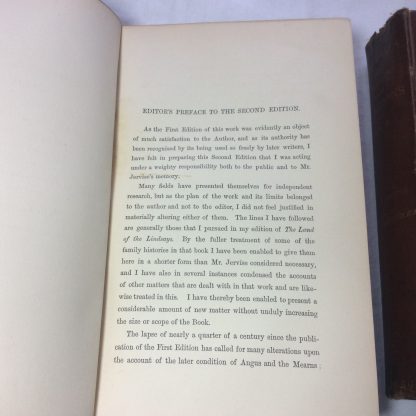 EDITOR'S PREFACE TO THE SECOND EDITION.
As the First Edition of this work was evidently an object
of much satisfaction to the Author, and as its authority has
been recognised by its being used so freely by later writers, I
have felt in preparing this Second Edition that I was acting
under a weighty responsibility both to the public and to Mr.
Jervise's memory.
Many fields have presented themselves for independent
research, but as the plan of the work and its limits belonged
to the author and not to the editor, I did not feel justified in
materially altering either of them. The lines I have followed
are generally those that I pursued in my edition of The Land
of the Lindsays. By the fuller treatment of some of the
family histories in that book I have been enabled to give them
here in a shorter form than Mr. Jervise considered necessary,
and I have also in several instances condensed the accounts
of other matters that are dealt with in that work and are like-
wise treated in this. I have thereby been enabled to present a
considerable amount of new matter without unduly increasing
the size or scope of the Book.
The lapse of nearly a quarter of a century since the publi-
cation of the First Edition has called for many alterations upon
the account of the later condition of Angus and the Mearns